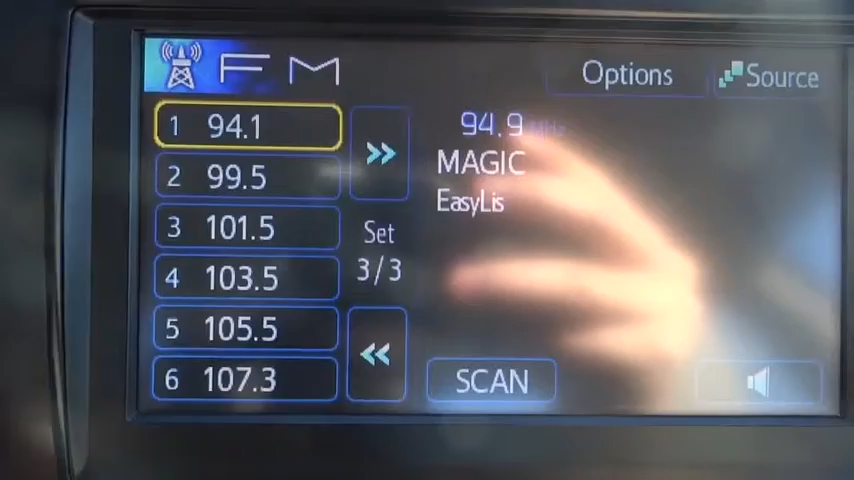 FM
Options
Source
1 94.1
2 99.5
3 101.5
4 103.5
5 105.5
6 107.3
Set
3/3
94.9 MHz
MAGIC
EasyLis
SCAN